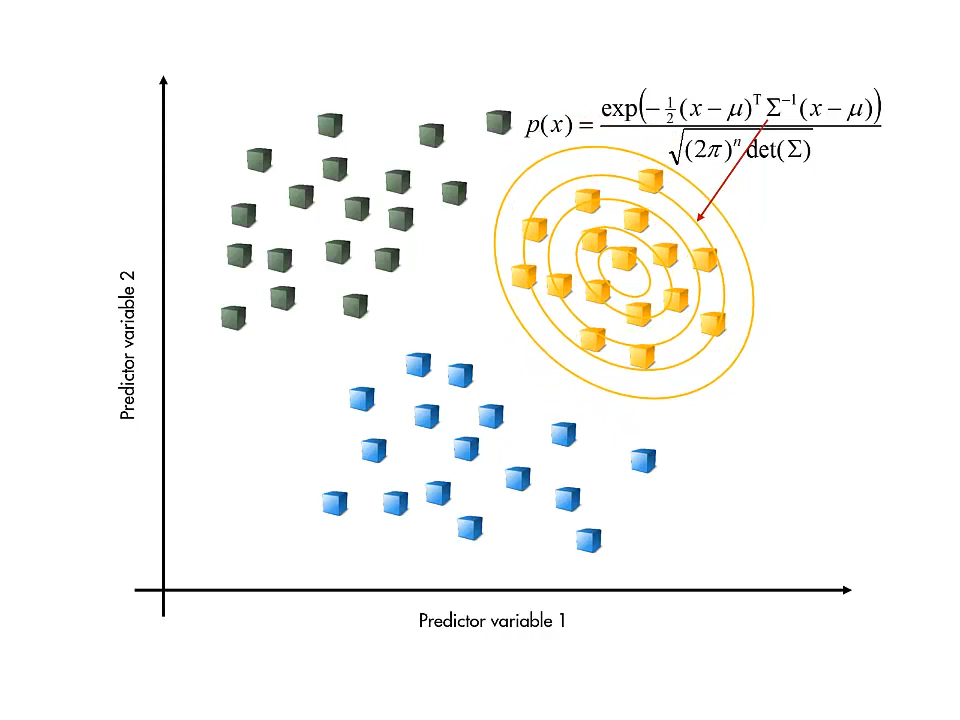 p(x) = exp(−½(x − μ)ᵀ Σ⁻¹(x − μ)) / √((2π)ⁿ det(Σ))
Predictor variable 2
Predictor variable 1